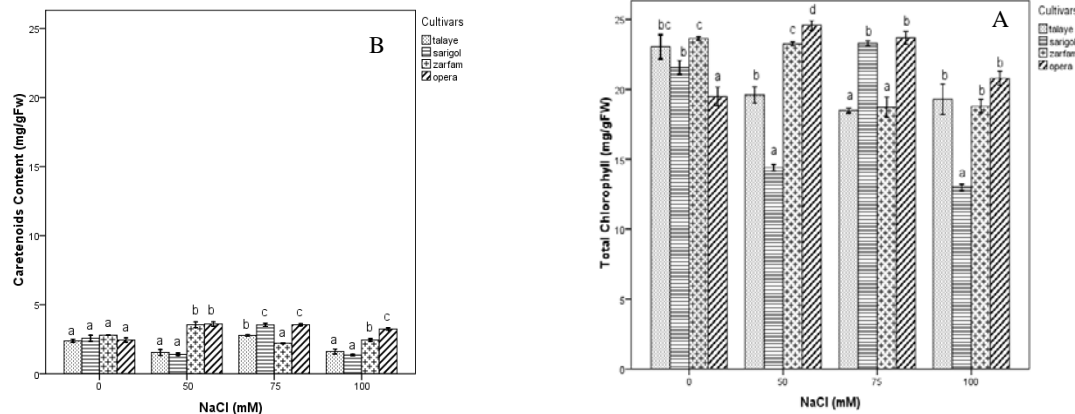 Cultivars
talaye
sarigol
zarfam
opera
B
Caretenoids Content (mg/gFw)
25
20
15
10
5
0
a a a a
a a b b
b c a c
a a b c
0 50 75 100
NaCl (mM)
Cultivars
talaye
sarigol
zarfam
opera
A
Total Chlorophyll (mg/gFW)
25
20
15
10
5
0
bc b c a
b a c d
a b a b
b a b b
0 50 75 100
NaCl (mM)